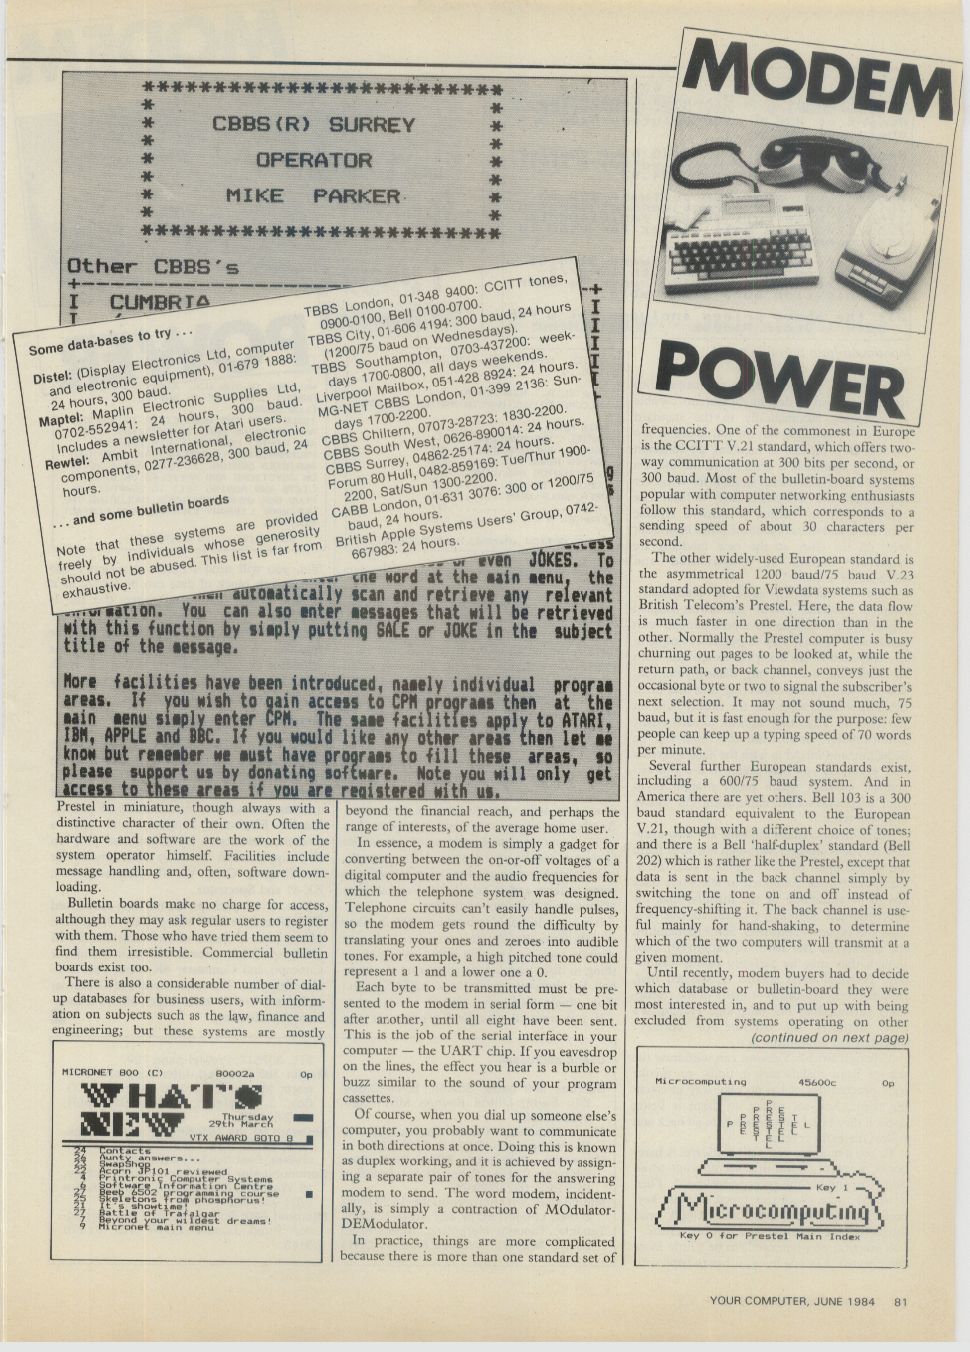 MODEM
POWER
************************
CBBS(R) SURREY
OPERATOR
MIKE PARKER
************************
Other CBBS's
I CUMBRIA
Some data-bases to try . . .
Distel: (Display Electronics Ltd, computer
and electronic equipment), 01-679 1888:
24 hours, 300 baud.
Maptel: Maplin Electronic Supplies Ltd,
0702-552941: 24 hours, 300 baud.
Includes a newsletter for Atari users.
Rewtel: Ambit International, electronic
components, 0277-236628, 300 baud, 24
hours.
. . . and some bulletin boards
Note that these systems are provided
freely by individuals whose generosity
should not be abused. This list is far from
exhaustive.
TBBS London, 01-348 9400: CCITT tones,
0900-0100, Bell 0100-0700.
TBBS City, 01-606 4194: 300 baud, 24 hours
(1200/75 baud on Wednesdays).
TBBS Southampton, 0703-437200: week-
days 1700-0800, all days weekends.
Liverpool Mailbox, 051-428 8924: 24 hours.
MG-NET CBBS London, 01-399 2136: Sun-
days 1700-2200.
CBBS Chiltern, 07073-28723: 1830-2200.
CBBS South West, 0626-890014: 24 hours.
CBBS Surrey, 04862-25174: 24 hours.
Forum 80 Hull, 0482-859169: Tue/Thur 1900-
2200, Sat/Sun 1300-2200.
CABB London, 01-631 3076: 300 or 1200/75
baud, 24 hours.
British Apple Systems Users' Group, 0742-
667983: 24 hours.
access
even JOKES. To
the word at the main menu, the
automatically scan and retrieve any relevant
information. You can also enter messages that will be retrieved
with this function by simply putting SALE or JOKE in the subject
title of the message.
More facilities have been introduced, namely individual program
areas. If you wish to gain access to CPM programs then at the
main menu simply enter CPM. The same facilities apply to ATARI,
IBM, APPLE and BBC. If you would like any other areas then let me
know but remember we must have programs to fill these areas, so
please support us by donating software. Note you will only get
access to these areas if you are registered with us.
Prestel in miniature, though always with a
distinctive character of their own. Often the
hardware and software are the work of the
system operator himself. Facilities include
message handling and, often, software down-
loading.
Bulletin boards make no charge for access,
although they may ask regular users to register
with them. Those who have tried them seem to
find them irresistible. Commercial bulletin
boards exist too.
There is also a considerable number of dial-
up databases for business users, with inform-
ation on subjects such as the law, finance and
engineering; but these systems are mostly
MICRONET 800 (C) 80002a 0p
WHAT'S
NEW
Thursday
29th March
VTX AWARD GOTO 8
24 Contacts
Aunty answers...
SwapShop
22 Acorn JP101 reviewed
4 Printronic Computer Systems
6 Software Information Centre
Beeb 6502 programming course
Skeletons from phosphorus!
It's showtime!
27 Battle of Trafalgar
7 Beyond your wildest dreams!
9 Micronet main menu
beyond the financial reach, and perhaps the
range of interests, of the average home user.
In essence, a modem is simply a gadget for
converting between the on-or-off voltages of a
digital computer and the audio frequencies for
which the telephone system was designed.
Telephone circuits can't easily handle pulses,
so the modem gets round the difficulty by
translating your ones and zeroes into audible
tones. For example, a high pitched tone could
represent a 1 and a lower one a 0.
Each byte to be transmitted must be pre-
sented to the modem in serial form — one bit
after another, until all eight have been sent.
This is the job of the serial interface in your
computer — the UART chip. If you eavesdrop
on the lines, the effect you hear is a burble or
buzz similar to the sound of your program
cassettes.
Of course, when you dial up someone else's
computer, you probably want to communicate
in both directions at once. Doing this is known
as duplex working, and it is achieved by assign-
ing a separate pair of tones for the answering
modem to send. The word modem, incident-
ally, is simply a contraction of MOdulator-
DEModulator.
In practice, things are more complicated
because there is more than one standard set of
frequencies. One of the commonest in Europe
is the CCITT V.21 standard, which offers two-
way communication at 300 bits per second, or
300 baud. Most of the bulletin-board systems
popular with computer networking enthusiasts
follow this standard, which corresponds to a
sending speed of about 30 characters per
second.
The other widely-used European standard is
the asymmetrical 1200 baud/75 baud V.23
standard adopted for Viewdata systems such as
British Telecom's Prestel. Here, the data flow
is much faster in one direction than in the
other. Normally the Prestel computer is busy
churning out pages to be looked at, while the
return path, or back channel, conveys just the
occasional byte or two to signal the subscriber's
next selection. It may not sound much, 75
baud, but it is fast enough for the purpose: few
people can keep up a typing speed of 70 words
per minute.
Several further European standards exist,
including a 600/75 baud system. And in
America there are yet others. Bell 103 is a 300
baud standard equivalent to the European
V.21, though with a different choice of tones;
and there is a Bell 'half-duplex' standard (Bell
202) which is rather like the Prestel, except that
data is sent in the back channel simply by
switching the tone on and off instead of
frequency-shifting it. The back channel is use-
ful mainly for hand-shaking, to determine
which of the two computers will transmit at a
given moment.
Until recently, modem buyers had to decide
which database or bulletin-board they were
most interested in, and to put up with being
excluded from systems operating on other
(continued on next page)
Microcomputing 45600c 0p
P
PRE
PREST
PRESTEL
ESTEL
TEL
L
Key 1
Microcomputing
Key 0 for Prestel Main Index
YOUR COMPUTER, JUNE 1984 81